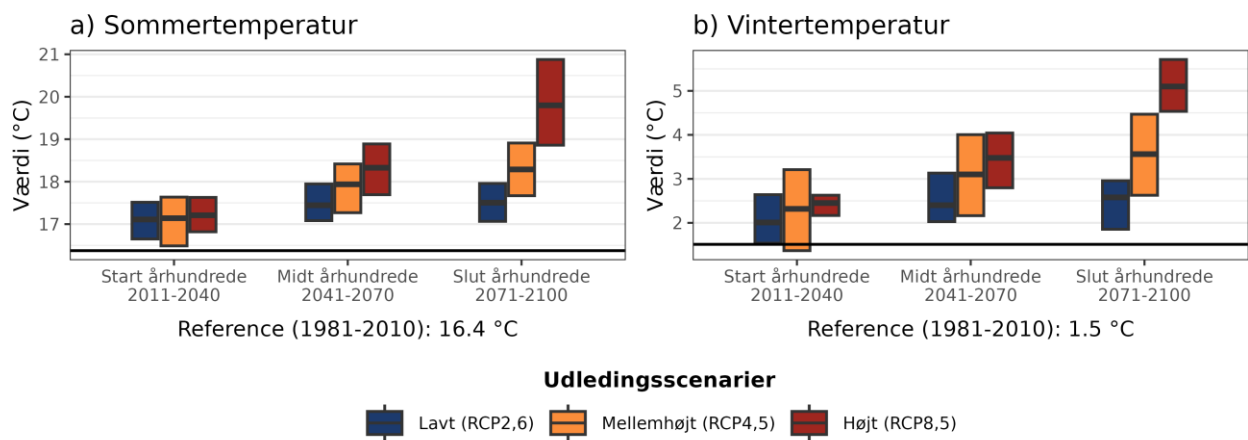 a) Sommertemperatur
Værdi (°C)
21
20
19
18
17
Start århundrede
2011-2040
Midt århundrede
2041-2070
Slut århundrede
2071-2100
Reference (1981-2010): 16.4 °C
b) Vintertemperatur
Værdi (°C)
5
4
3
2
Start århundrede
2011-2040
Midt århundrede
2041-2070
Slut århundrede
2071-2100
Reference (1981-2010): 1.5 °C
Udledingsscenarier
Lavt (RCP2,6)
Mellemhøjt (RCP4,5)
Højt (RCP8,5)